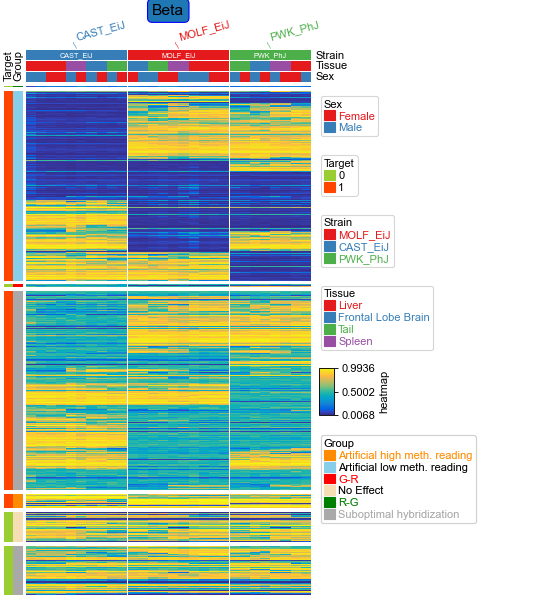 Beta
CAST_EiJ
MOLF_EiJ
PWK_PhJ
Target
Group
CAST_EiJ
MOLF_EiJ
PWK_PhJ
Strain
Tissue
Sex
Sex
Female
Male
Target
0
1
Strain
MOLF_EiJ
CAST_EiJ
PWK_PhJ
Tissue
Liver
Frontal Lobe Brain
Tail
Spleen
0.9936
0.5002
0.0068
heatmap
Group
Artificial high meth. reading
Artificial low meth. reading
G-R
No Effect
R-G
Suboptimal hybridization